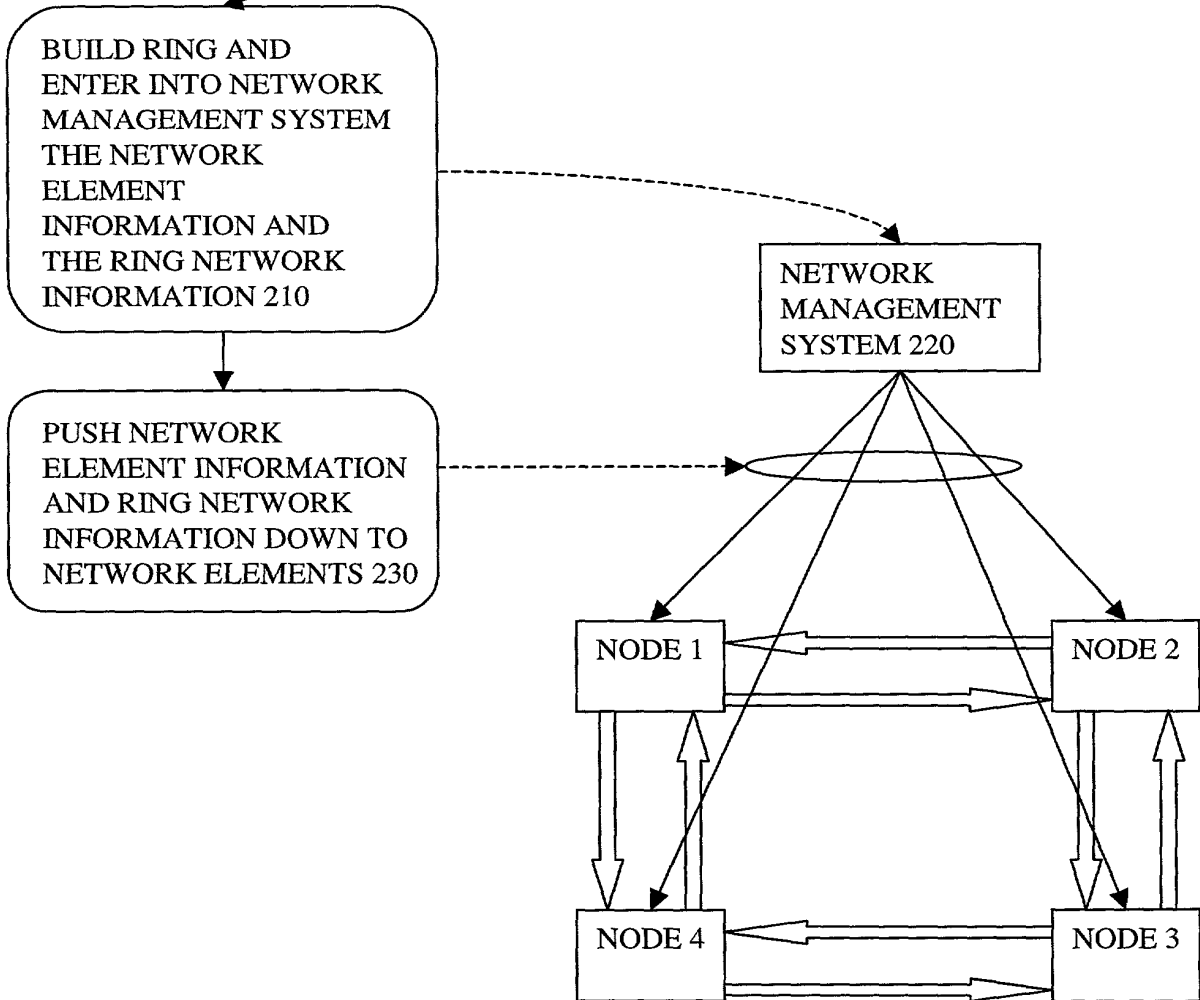 BUILD RING AND
ENTER INTO NETWORK
MANAGEMENT SYSTEM
THE NETWORK
ELEMENT
INFORMATION AND
THE RING NETWORK
INFORMATION 210
NETWORK
MANAGEMENT
SYSTEM 220
PUSH NETWORK
ELEMENT INFORMATION
AND RING NETWORK
INFORMATION DOWN TO
NETWORK ELEMENTS 230
NODE 1
NODE 2
NODE 4
NODE 3